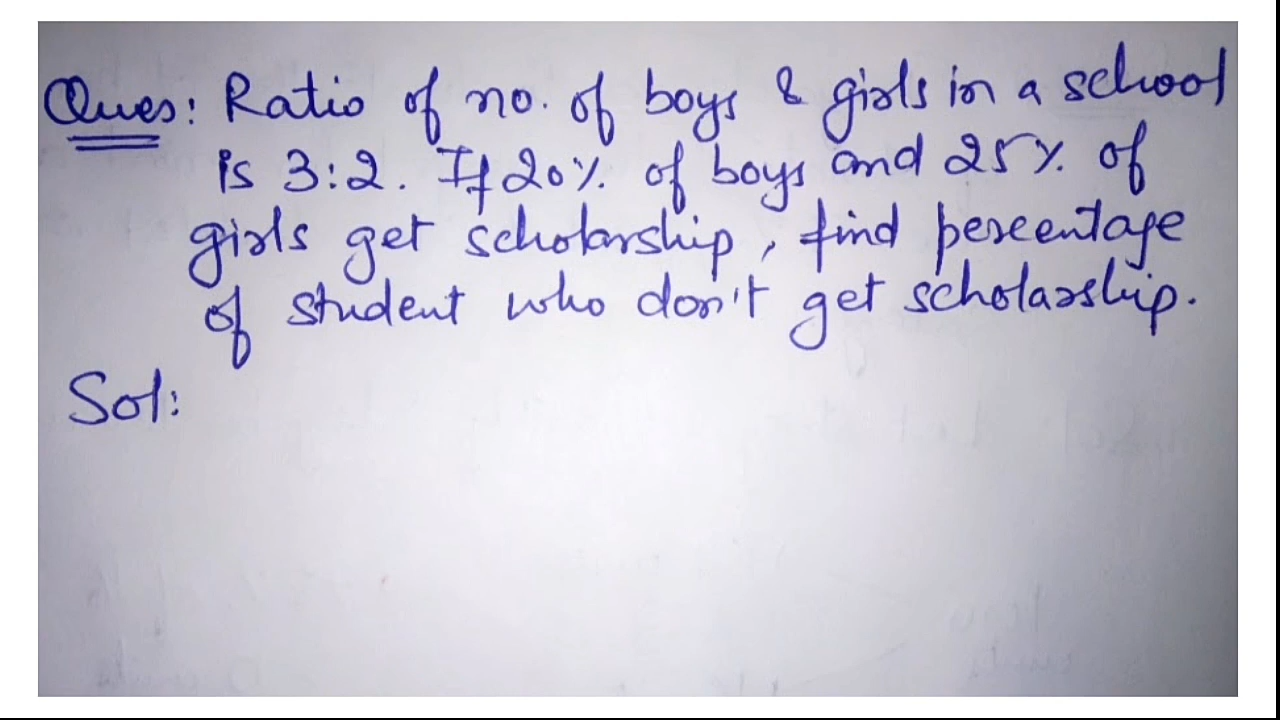 Ques: Ratio of no. of boys & girls in a school
is 3:2. If 20% of boys and 25% of
girls get scholarship, find percentage
of student who don't get scholarship.
Sol: